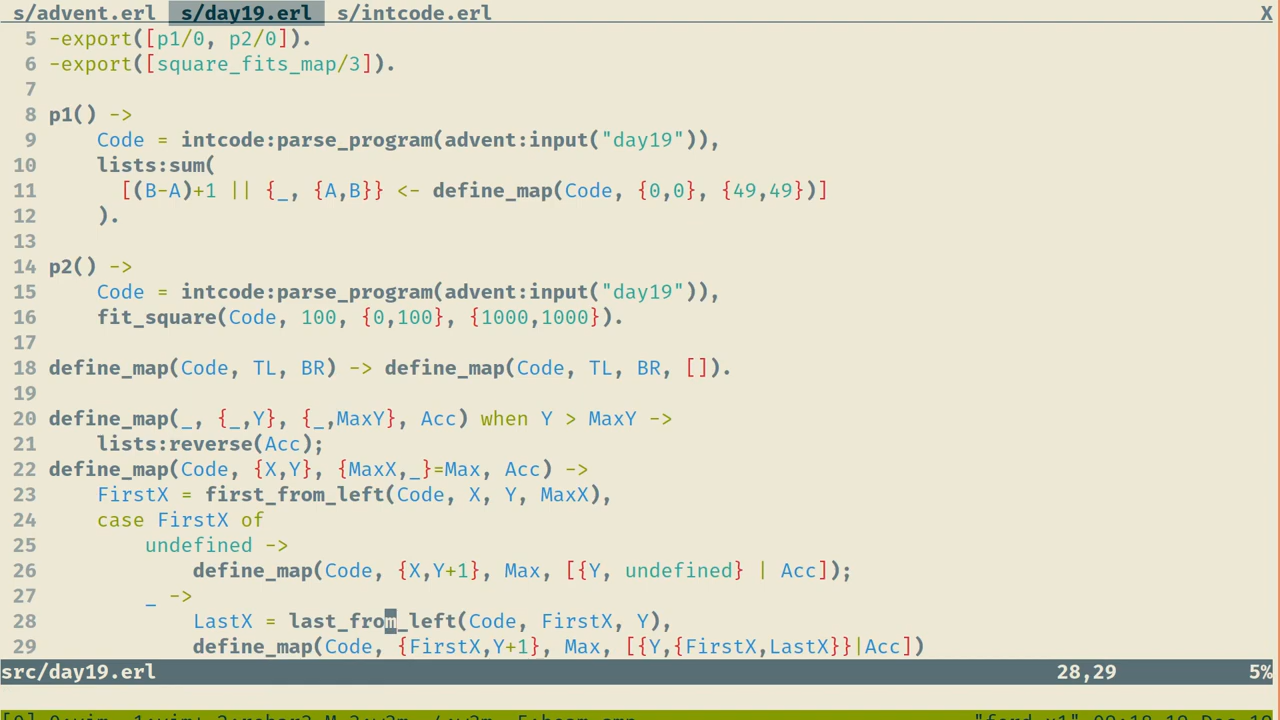 s/advent.erl s/day19.erl s/intcode.erl X
5 -export([p1/0, p2/0]).
6 -export([square_fits_map/3]).
7
8 p1() ->
9     Code = intcode:parse_program(advent:input("day19")),
10     lists:sum(
11       [(B-A)+1 || {_, {A,B}} <- define_map(Code, {0,0}, {49,49})]
12     ).
13
14 p2() ->
15     Code = intcode:parse_program(advent:input("day19")),
16     fit_square(Code, 100, {0,100}, {1000,1000}).
17
18 define_map(Code, TL, BR) -> define_map(Code, TL, BR, []).
19
20 define_map(_, {_,Y}, {_,MaxY}, Acc) when Y > MaxY ->
21     lists:reverse(Acc);
22 define_map(Code, {X,Y}, {MaxX,_}=Max, Acc) ->
23     FirstX = first_from_left(Code, X, Y, MaxX),
24     case FirstX of
25         undefined ->
26             define_map(Code, {X,Y+1}, Max, [{Y, undefined} | Acc]);
27         _ ->
28             LastX = last_from_left(Code, FirstX, Y),
29             define_map(Code, {FirstX,Y+1}, Max, [{Y,{FirstX,LastX}}|Acc])
src/day19.erl 28,29 5%